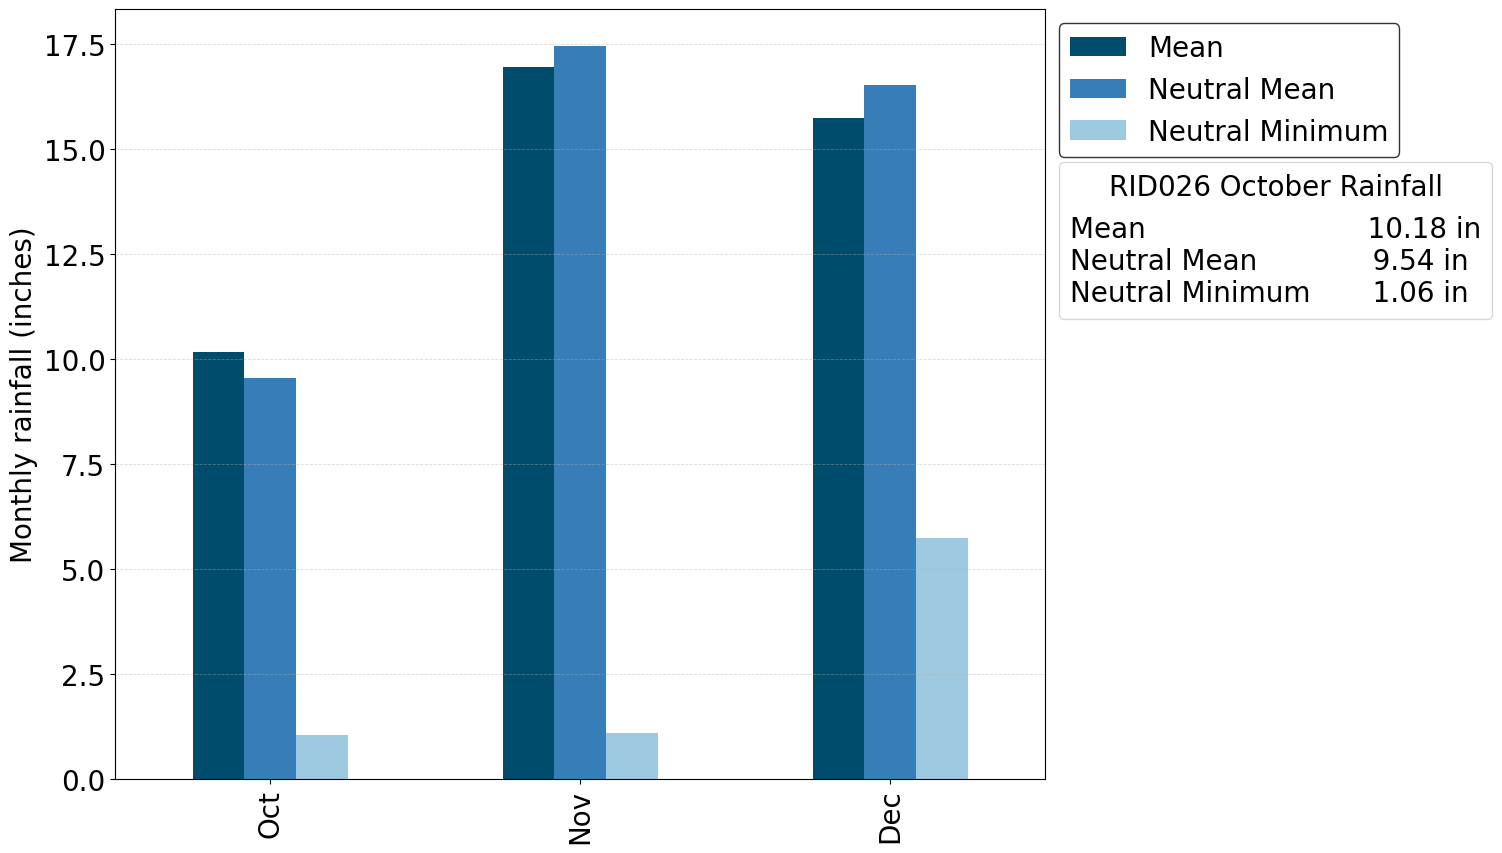 Monthly rainfall (inches)
17.5
15.0
12.5
10.0
7.5
5.0
2.5
0.0
Oct
Nov
Dec
Mean
Neutral Mean
Neutral Minimum
RID026 October Rainfall
Mean 10.18 in
Neutral Mean 9.54 in
Neutral Minimum 1.06 in